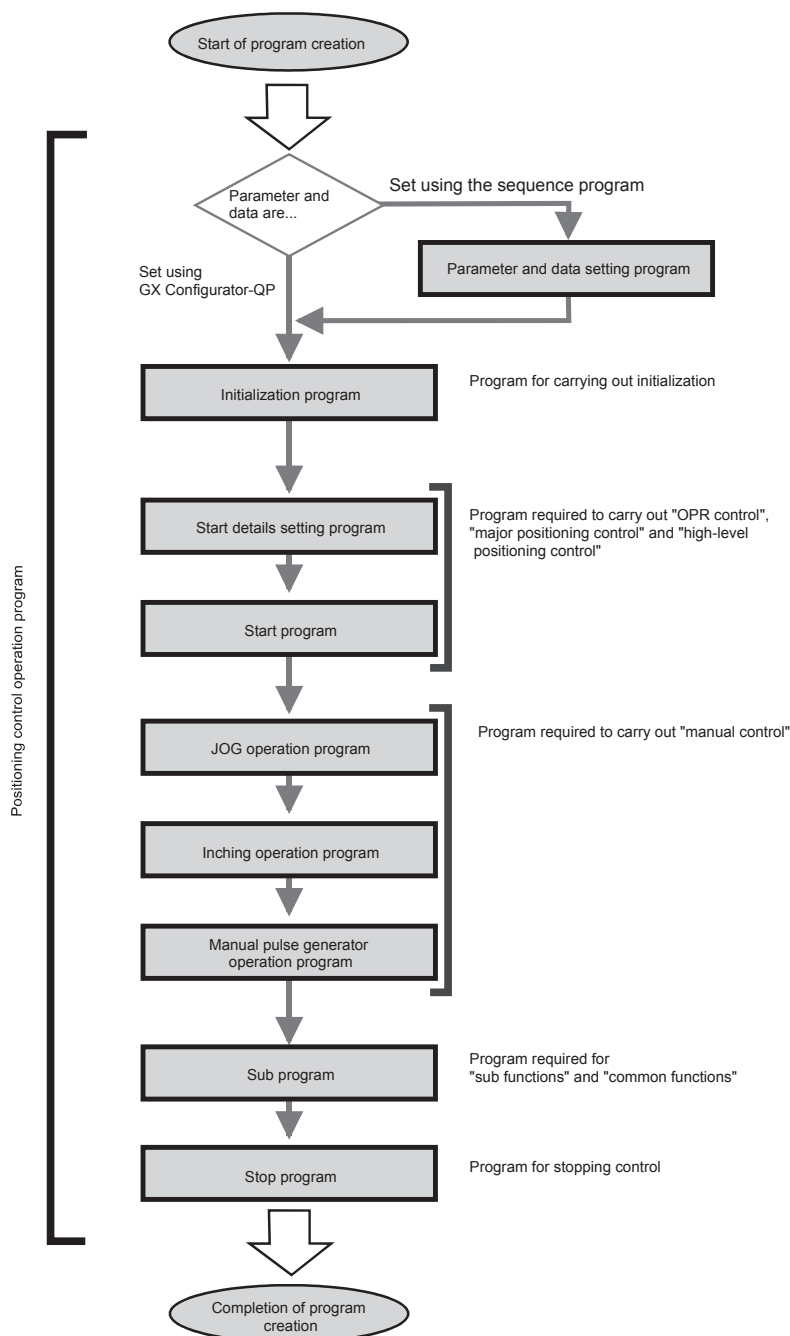 Start of program creation
Parameter and
data are...
Set using the sequence program
Parameter and data setting program
Set using
GX Configurator-QP
Initialization program
Program for carrying out initialization
Start details setting program
Program required to carry out "OPR control",
"major positioning control" and "high-level
positioning control"
Start program
JOG operation program
Program required to carry out "manual control"
Inching operation program
Manual pulse generator
operation program
Sub program
Program required for
"sub functions" and "common functions"
Stop program
Program for stopping control
Completion of program
creation
Positioning control operation program